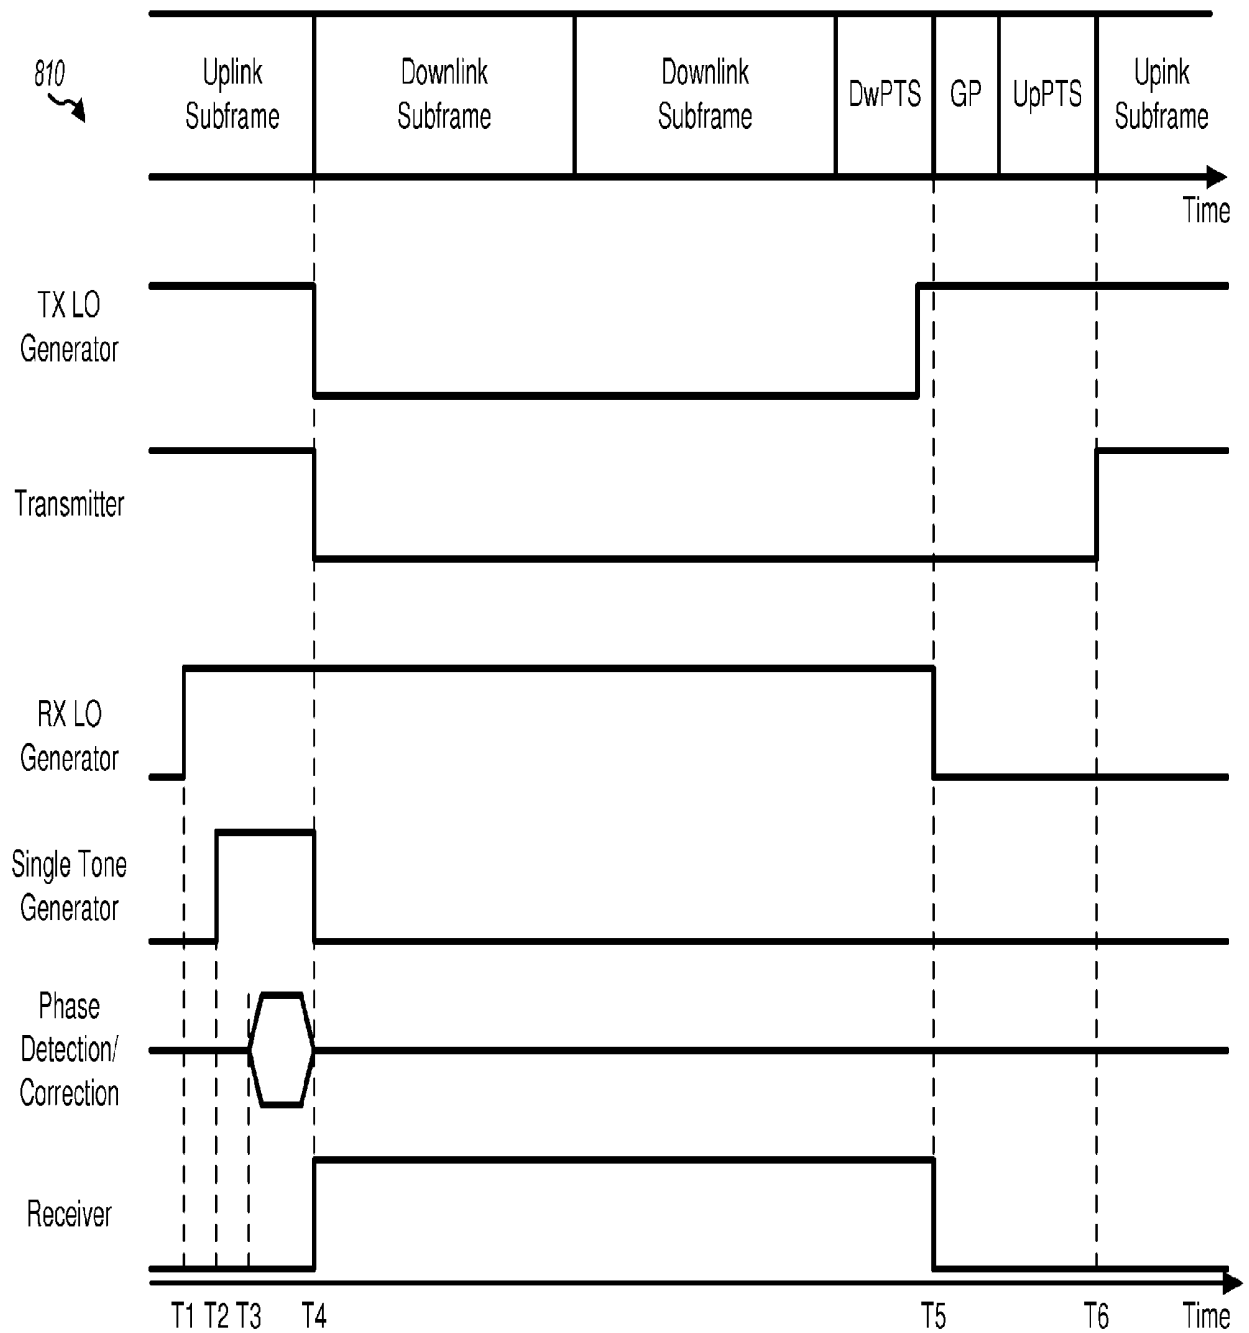 810
Uplink
Subframe
Downlink
Subframe
Downlink
Subframe
DwPTS
GP
UpPTS
Upink
Subframe
Time
TX LO
Generator
Transmitter
RX LO
Generator
Single Tone
Generator
Phase
Detection/
Correction
Receiver
T1 T2 T3 T4 T5 T6 Time